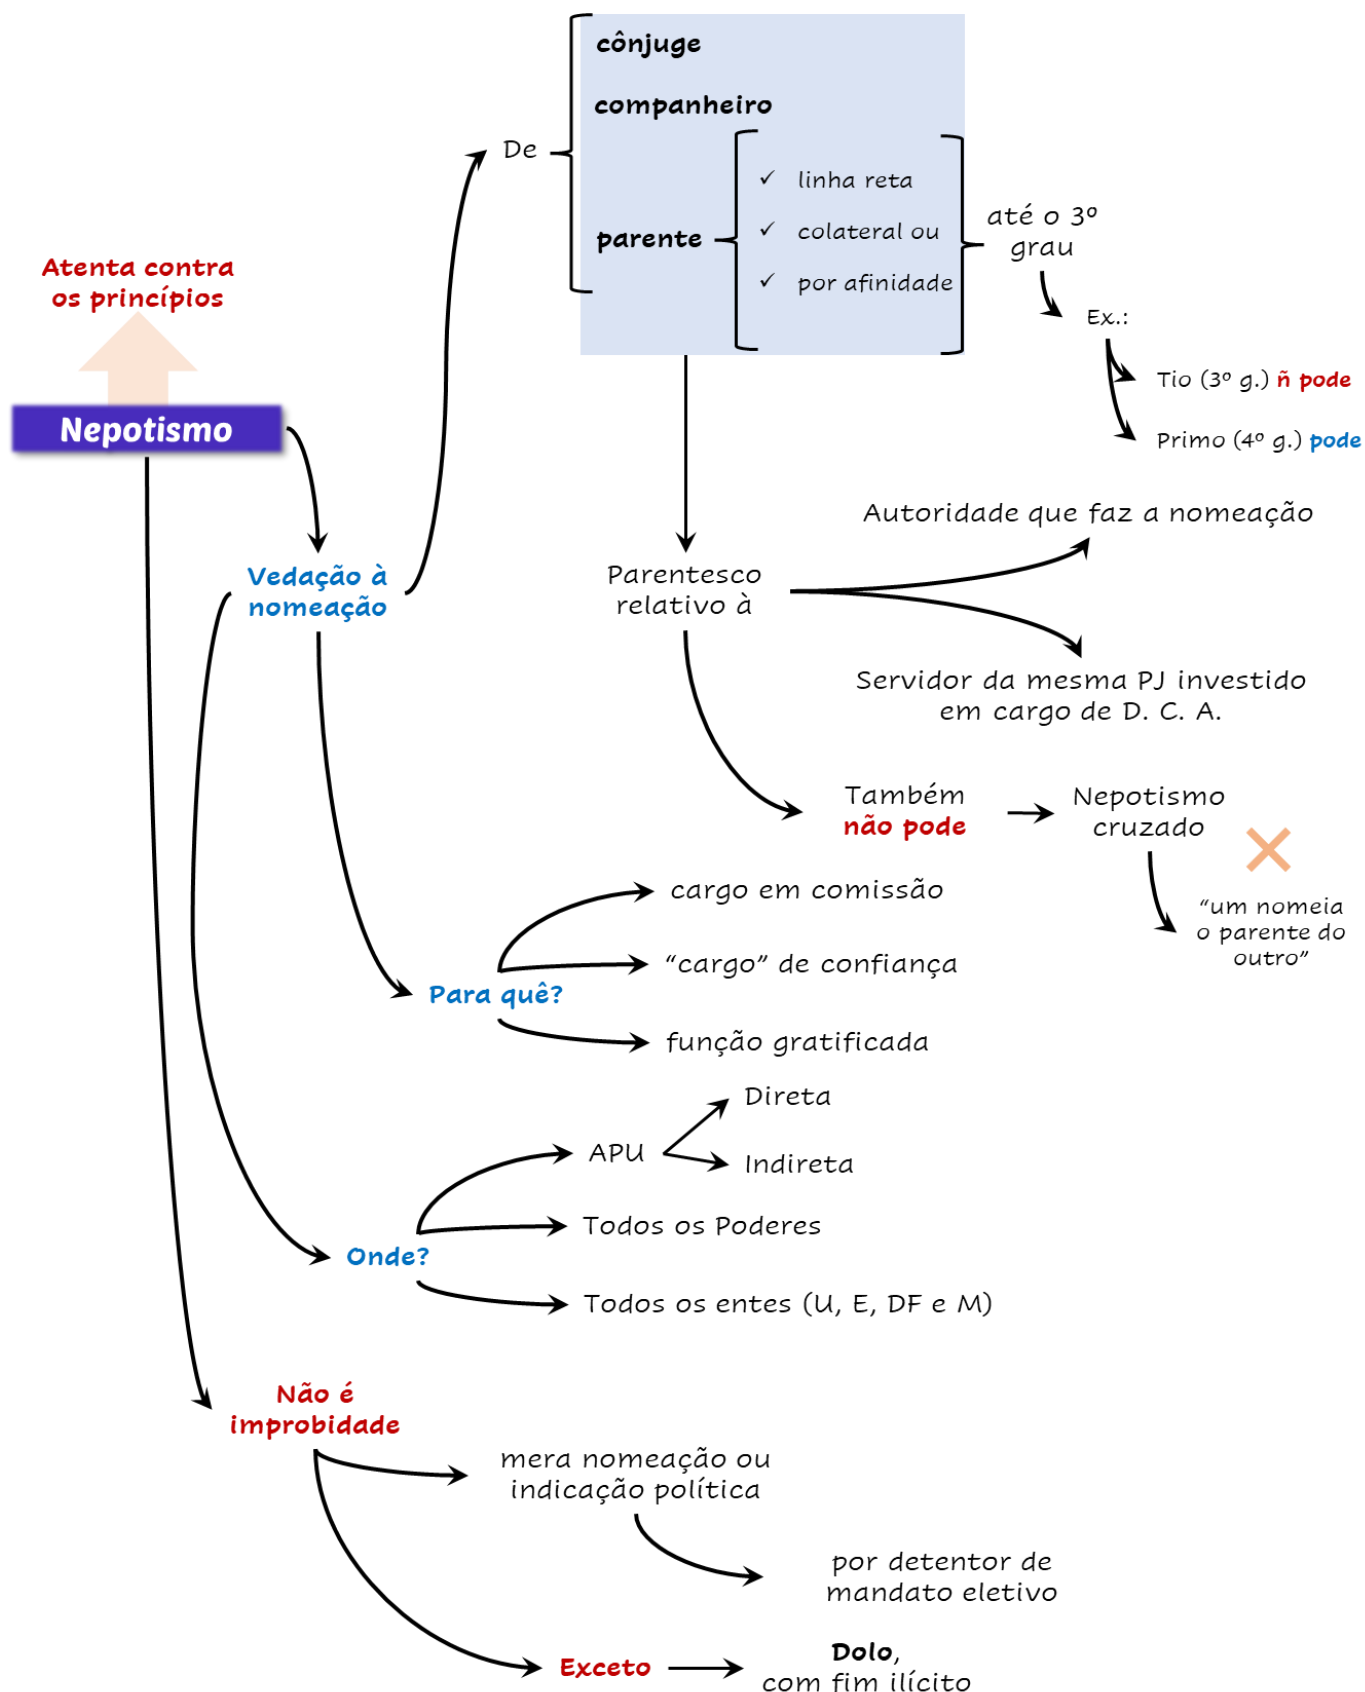 cônjuge
companheiro
De
linha reta
parente
colateral ou
por afinidade
até o 3º
grau
Ex.:
Tio (3º g.) ñ pode
Primo (4º g.) pode
Atenta contra
os princípios
Nepotismo
Vedação à
nomeação
Parentesco
relativo à
Autoridade que faz a nomeação
Servidor da mesma PJ investido
em cargo de D. C. A.
Também
não pode
Nepotismo
cruzado
“um nomeia
o parente do
outro”
Para quê?
cargo em comissão
“cargo” de confiança
função gratificada
Onde?
APU
Direta
Indireta
Todos os Poderes
Todos os entes (U, E, DF e M)
Não é
improbidade
mera nomeação ou
indicação política
por detentor de
mandato eletivo
Exceto
Dolo,
com fim ilícito